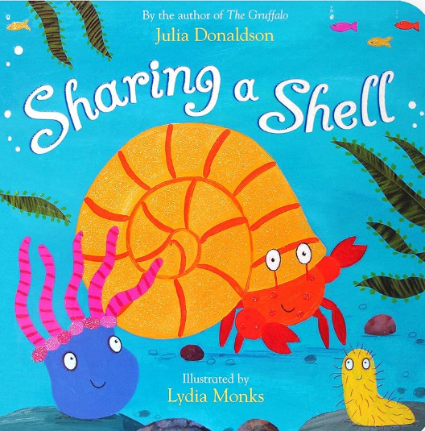 By the author of The Gruffalo
Julia Donaldson
Sharing a Shell
Illustrated by
Lydia Monks